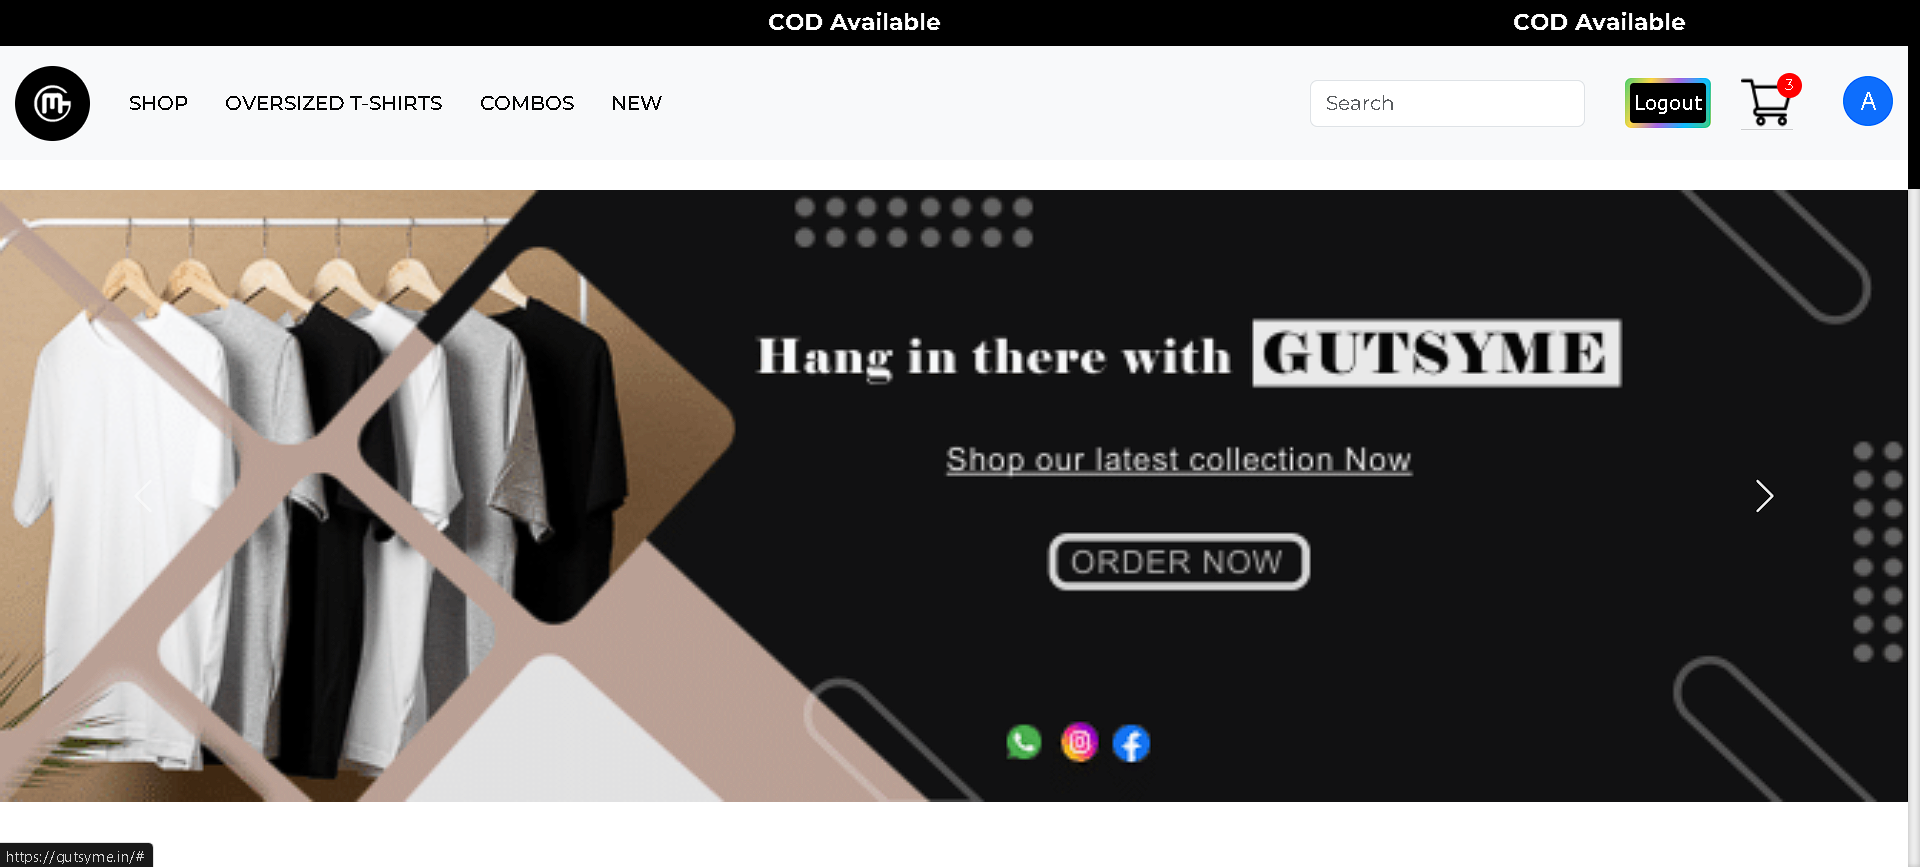 COD Available COD Available
SHOP OVERSIZED T-SHIRTS COMBOS NEW Search Logout 3 A
Hang in there with GUTSYME
Shop our latest collection Now
ORDER NOW
https://gutsyme.in/#